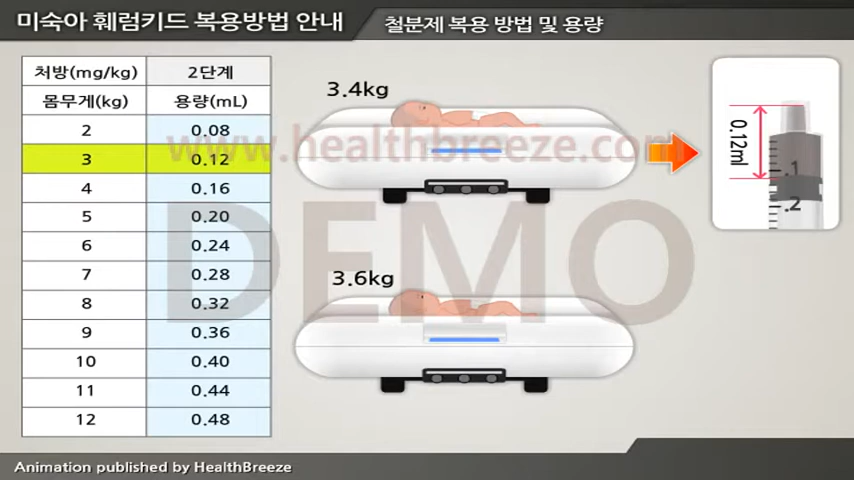 미숙아 훼럼키드 복용방법 안내
철분제 복용 방법 및 용량
처방(mg/kg) 2단계
몸무게(kg) 용량(mL)
2 0.08
3 0.12
4 0.16
5 0.20
6 0.24
7 0.28
8 0.32
9 0.36
10 0.40
11 0.44
12 0.48
3.4kg
3.6kg
0.12ml
.1
.2
www.healthbreeze.com
DEMO
Animation published by HealthBreeze